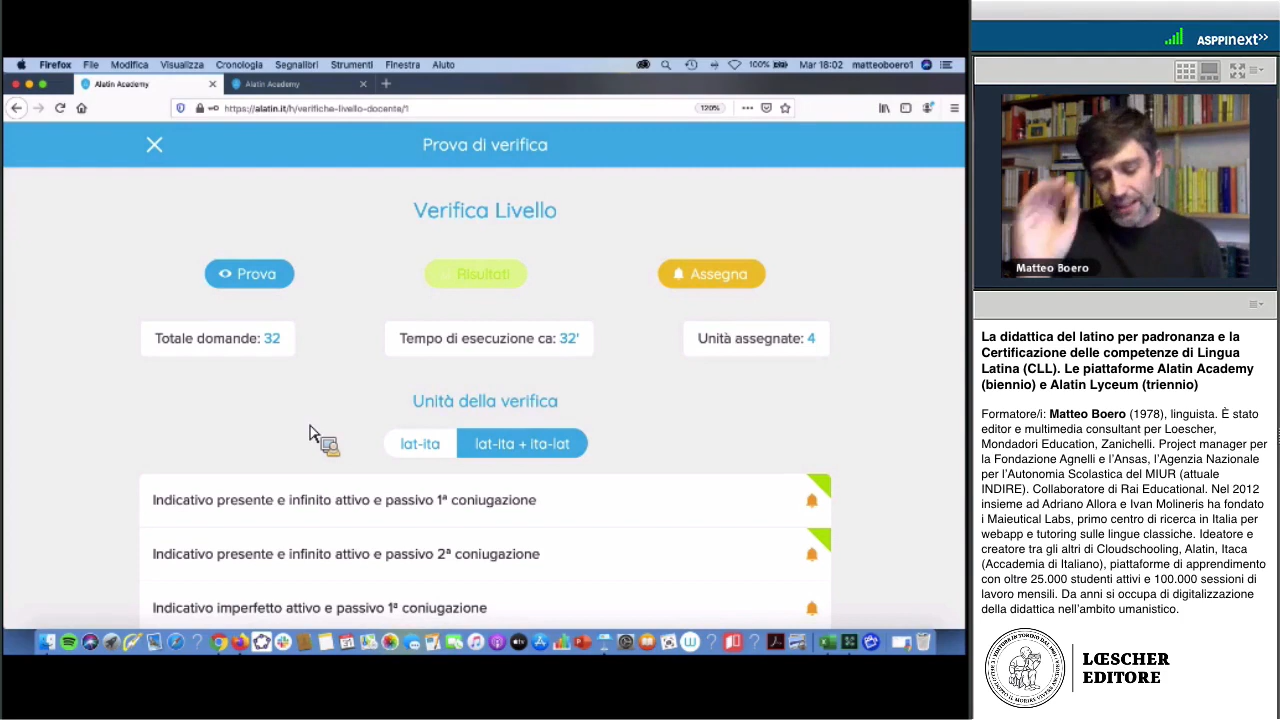 Firefox File Modifica Visualizza Cronologia Segnalibri Strumenti Finestra Aiuto 100% Mar 18:02 matteoboero1
Alatin Academy Alatin Academy
https://alatin.it/h/verifiche-livello-docente/1 120%
Prova di verifica
Verifica Livello
Prova Risultati Assegna
Totale domande: 32 Tempo di esecuzione ca: 32' Unità assegnate: 4
Unità della verifica
lat-ita lat-ita + ita-lat
Indicativo presente e infinito attivo e passivo 1ª coniugazione
Indicativo presente e infinito attivo e passivo 2ª coniugazione
Indicativo imperfetto attivo e passivo 1ª coniugazione
ASPPInext»
Matteo Boero
La didattica del latino per padronanza e la
Certificazione delle competenze di Lingua
Latina (CLL). Le piattaforme Alatin Academy
(biennio) e Alatin Lyceum (triennio)
Formatore/i: Matteo Boero (1978), linguista. È stato
editor e multimedia consultant per Loescher,
Mondadori Education, Zanichelli. Project manager per
la Fondazione Agnelli e l'Ansas, l'Agenzia Nazionale
per l'Autonomia Scolastica del MIUR (attuale
INDIRE). Collaboratore di Rai Educational. Nel 2012
insieme ad Adriano Allora e Ivan Molineris ha fondato
i Maieutical Labs, primo centro di ricerca in Italia per
webapp e tutoring sulle lingue classiche. Ideatore e
creatore tra gli altri di Cloudschooling, Alatin, Itaca
(Accademia di Italiano), piattaforme di apprendimento
con oltre 25.000 studenti attivi e 100.000 sessioni di
lavoro mensili. Da anni si occupa di digitalizzazione
della didattica nell'ambito umanistico.
LŒSCHER
EDITORE